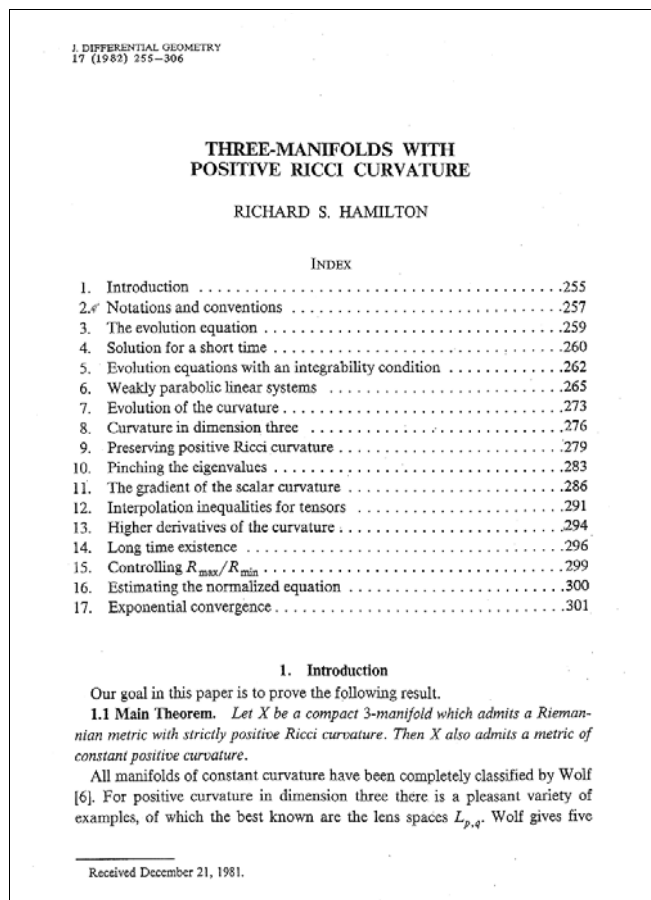 J. DIFFERENTIAL GEOMETRY
17 (1982) 255–306
THREE-MANIFOLDS WITH
POSITIVE RICCI CURVATURE
RICHARD S. HAMILTON
INDEX
1. Introduction . . . . . . . . . . . . . . . . . . . . . . . . . . . . . . . . . . . . . . .255
2. Notations and conventions . . . . . . . . . . . . . . . . . . . . . . . . . . . . . .257
3. The evolution equation . . . . . . . . . . . . . . . . . . . . . . . . . . . . . . . . .259
4. Solution for a short time . . . . . . . . . . . . . . . . . . . . . . . . . . . . . . . .260
5. Evolution equations with an integrability condition . . . . . . . . . . . . .262
6. Weakly parabolic linear systems . . . . . . . . . . . . . . . . . . . . . . . . . .265
7. Evolution of the curvature . . . . . . . . . . . . . . . . . . . . . . . . . . . . . . .273
8. Curvature in dimension three . . . . . . . . . . . . . . . . . . . . . . . . . . . .276
9. Preserving positive Ricci curvature . . . . . . . . . . . . . . . . . . . . . . . . .279
10. Pinching the eigenvalues . . . . . . . . . . . . . . . . . . . . . . . . . . . . . . . .283
11. The gradient of the scalar curvature . . . . . . . . . . . . . . . . . . . . . . . .286
12. Interpolation inequalities for tensors . . . . . . . . . . . . . . . . . . . . . . .291
13. Higher derivatives of the curvature . . . . . . . . . . . . . . . . . . . . . . . . .294
14. Long time existence . . . . . . . . . . . . . . . . . . . . . . . . . . . . . . . . . . .296
15. Controlling R_max/R_min . . . . . . . . . . . . . . . . . . . . . . . . . . . . . . . . .299
16. Estimating the normalized equation . . . . . . . . . . . . . . . . . . . . . . . .300
17. Exponential convergence . . . . . . . . . . . . . . . . . . . . . . . . . . . . . . . .301
1. Introduction
Our goal in this paper is to prove the following result.
1.1 Main Theorem. Let X be a compact 3-manifold which admits a Rieman-
nian metric with strictly positive Ricci curvature. Then X also admits a metric of
constant positive curvature.
All manifolds of constant curvature have been completely classified by Wolf
[6]. For positive curvature in dimension three there is a pleasant variety of
examples, of which the best known are the lens spaces L_{p,q}. Wolf gives five
Received December 21, 1981.